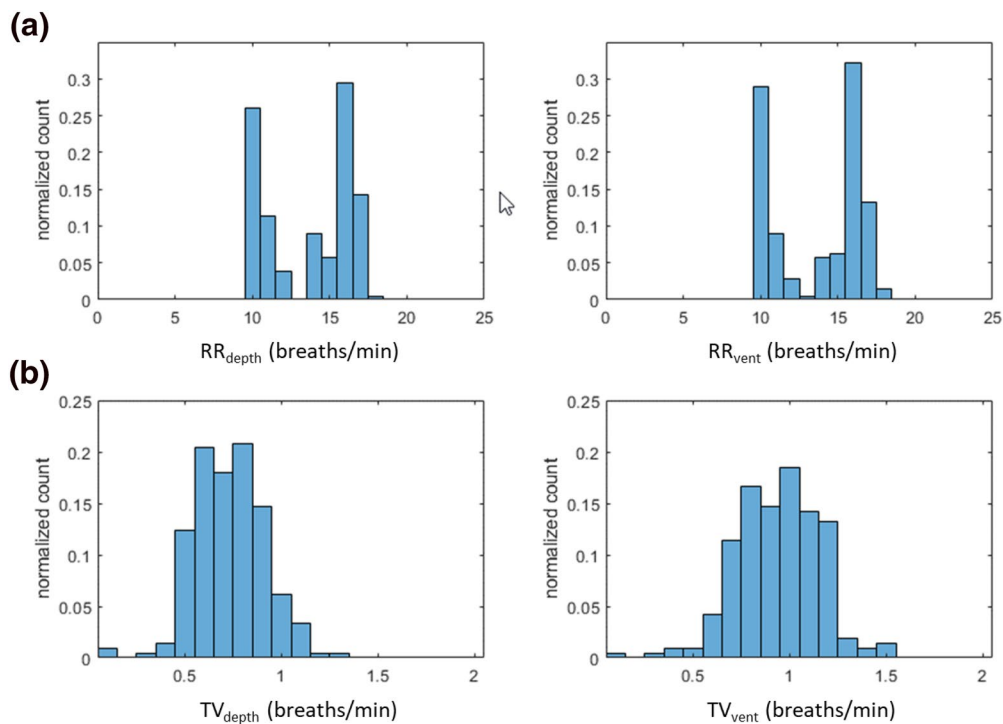 (a)
normalized count
0.3
0.25
0.2
0.15
0.1
0.05
0
0 5 10 15 20 25
RRdepth (breaths/min)
normalized count
0.3
0.25
0.2
0.15
0.1
0.05
0
0 5 10 15 20 25
RRvent (breaths/min)
(b)
normalized count
0.25
0.2
0.15
0.1
0.05
0
0.5 1 1.5 2
TVdepth (breaths/min)
normalized count
0.25
0.2
0.15
0.1
0.05
0
0.5 1 1.5 2
TVvent (breaths/min)